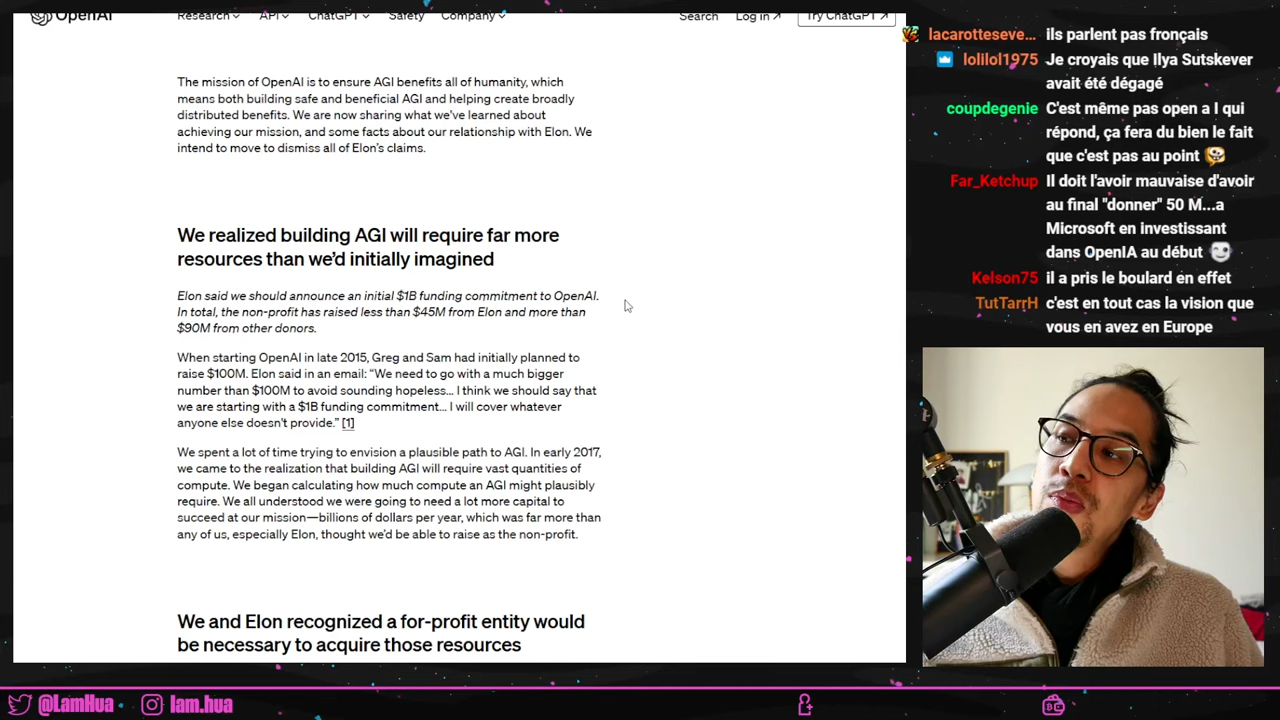 OpenAI
Research API ChatGPT Safety Company Search Log in ↗ Try ChatGPT ↗
The mission of OpenAI is to ensure AGI benefits all of humanity, which
means both building safe and beneficial AGI and helping create broadly
distributed benefits. We are now sharing what we've learned about
achieving our mission, and some facts about our relationship with Elon. We
intend to move to dismiss all of Elon's claims.
We realized building AGI will require far more
resources than we'd initially imagined
Elon said we should announce an initial $1B funding commitment to OpenAI.
In total, the non-profit has raised less than $45M from Elon and more than
$90M from other donors.
When starting OpenAI in late 2015, Greg and Sam had initially planned to
raise $100M. Elon said in an email: “We need to go with a much bigger
number than $100M to avoid sounding hopeless… I think we should say that
we are starting with a $1B funding commitment… I will cover whatever
anyone else doesn't provide.” [1]
We spent a lot of time trying to envision a plausible path to AGI. In early 2017,
we came to the realization that building AGI will require vast quantities of
compute. We began calculating how much compute an AGI might plausibly
require. We all understood we were going to need a lot more capital to
succeed at our mission—billions of dollars per year, which was far more than
any of us, especially Elon, thought we'd be able to raise as the non-profit.
We and Elon recognized a for-profit entity would
be necessary to acquire those resources
lacarotteseve… ils parlent pas fronçais
lolilol1975 Je croyais que Ilya Sutskever
avait été dégagé
coupdegenie C'est même pas open a I qui
répond, ça fera du bien le fait
que c'est pas au point
Far_Ketchup Il doit l'avoir mauvaise d'avoir
au final "donner" 50 M...a
Microsoft en investissant
dans OpenIA au début
Kelson75 il a pris le boulard en effet
TutTarrH c'est en tout cas la vision que
vous en avez en Europe
@LamHua lam.hua